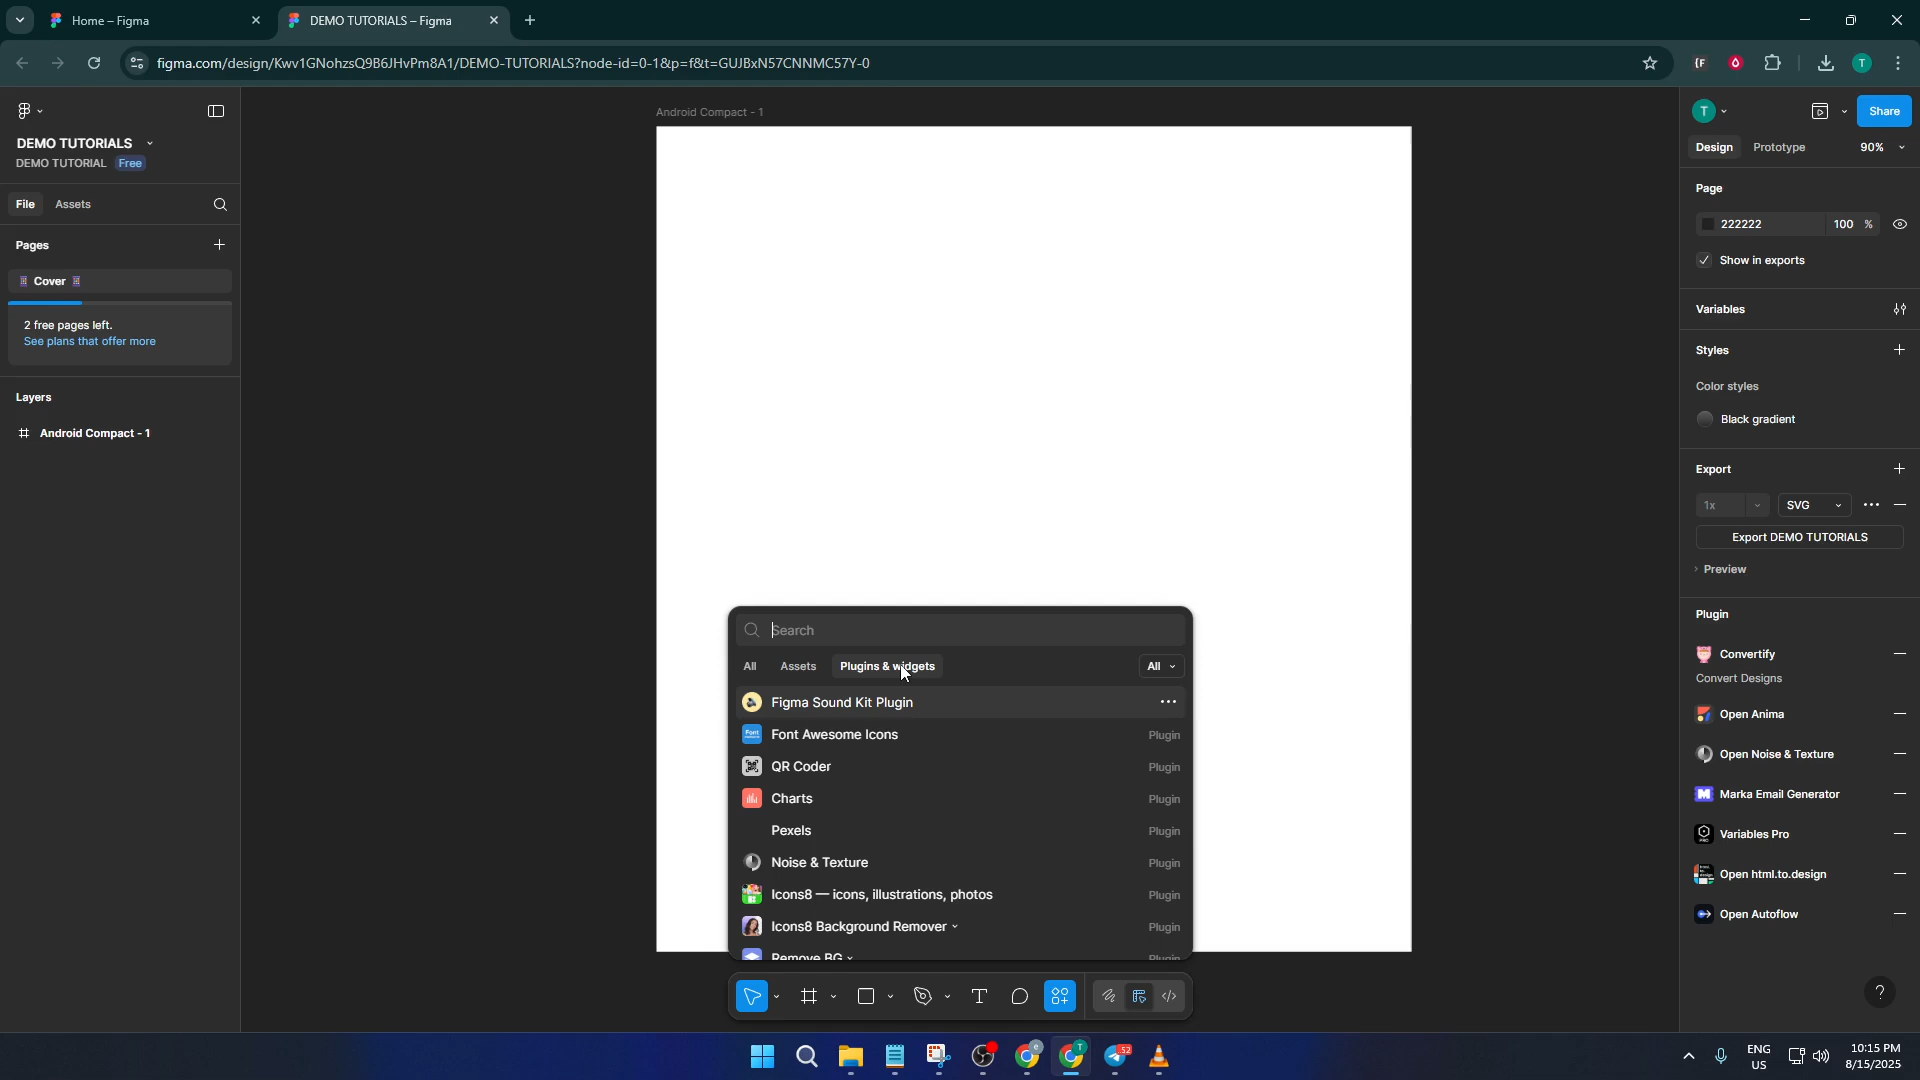 Home – Figma
DEMO TUTORIALS – Figma
figma.com/design/Kwv1GNohzsQ9B6JHvPm8A1/DEMO-TUTORIALS?node-id=0-1&p=f&t=GUJBxN57CNNMC57Y-0
{F
T
DEMO TUTORIALS
DEMO TUTORIAL Free
File Assets
Pages
Cover
2 free pages left.
See plans that offer more
Layers
Android Compact - 1
Android Compact - 1
Search
All Assets Plugins & widgets All
Figma Sound Kit Plugin
Font Awesome Icons Plugin
QR Coder Plugin
Charts Plugin
Pexels Plugin
Noise & Texture Plugin
Icons8 — icons, illustrations, photos Plugin
Icons8 Background Remover Plugin
Remove BG Plugin
T Share
Design Prototype 90%
Page
222222 100 %
Show in exports
Variables
Styles
Color styles
Black gradient
Export
1x SVG
Export DEMO TUTORIALS
Preview
Plugin
Convertify
Convert Designs
Open Anima
Open Noise & Texture
Marka Email Generator
Variables Pro
Open html.to.design
Open Autoflow
?
52
ENG
US
10:15 PM
8/15/2025